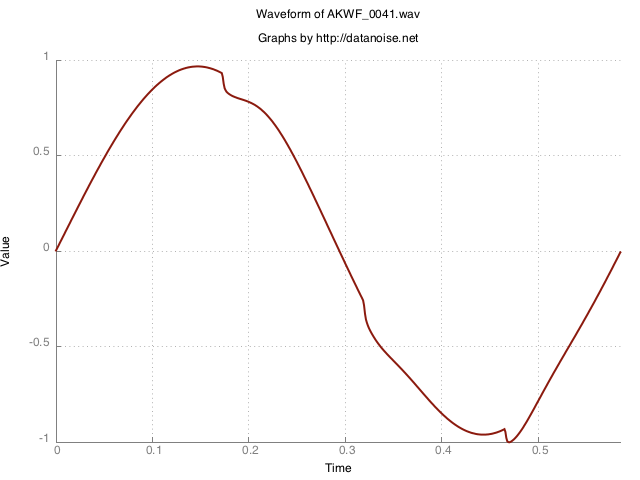 Waveform of AKWF_0041.wav
Graphs by http://datanoise.net
1
0.5
0
-0.5
-1
Value
0 0.1 0.2 0.3 0.4 0.5
Time